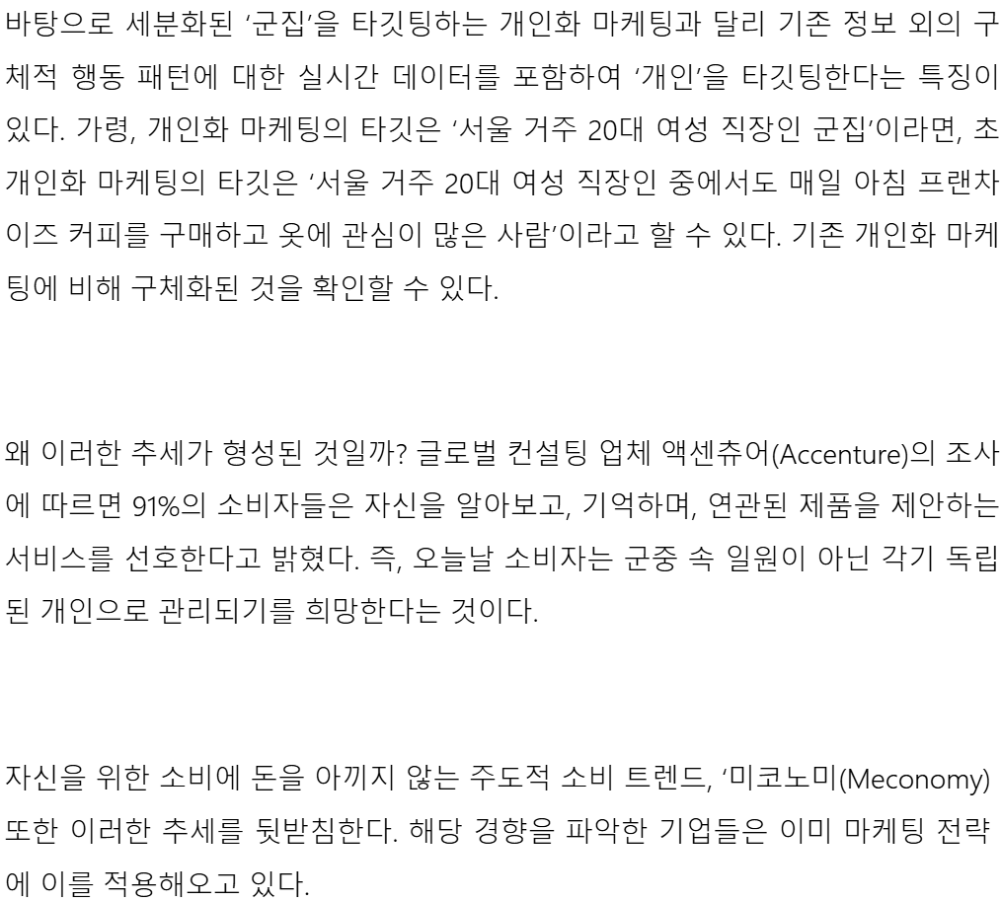 바탕으로 세분화된 ‘군집’을 타깃팅하는 개인화 마케팅과 달리 기존 정보 외의 구
체적 행동 패턴에 대한 실시간 데이터를 포함하여 ‘개인’을 타깃팅한다는 특징이
있다. 가령, 개인화 마케팅의 타깃은 ‘서울 거주 20대 여성 직장인 군집’이라면, 초
개인화 마케팅의 타깃은 ‘서울 거주 20대 여성 직장인 중에서도 매일 아침 프랜차
이즈 커피를 구매하고 옷에 관심이 많은 사람’이라고 할 수 있다. 기존 개인화 마케
팅에 비해 구체화된 것을 확인할 수 있다.
왜 이러한 추세가 형성된 것일까? 글로벌 컨설팅 업체 액센츄어(Accenture)의 조사
에 따르면 91%의 소비자들은 자신을 알아보고, 기억하며, 연관된 제품을 제안하는
서비스를 선호한다고 밝혔다. 즉, 오늘날 소비자는 군중 속 일원이 아닌 각기 독립
된 개인으로 관리되기를 희망한다는 것이다.
자신을 위한 소비에 돈을 아끼지 않는 주도적 소비 트렌드, ‘미코노미(Meconomy)
또한 이러한 추세를 뒷받침한다. 해당 경향을 파악한 기업들은 이미 마케팅 전략
에 이를 적용해오고 있다.